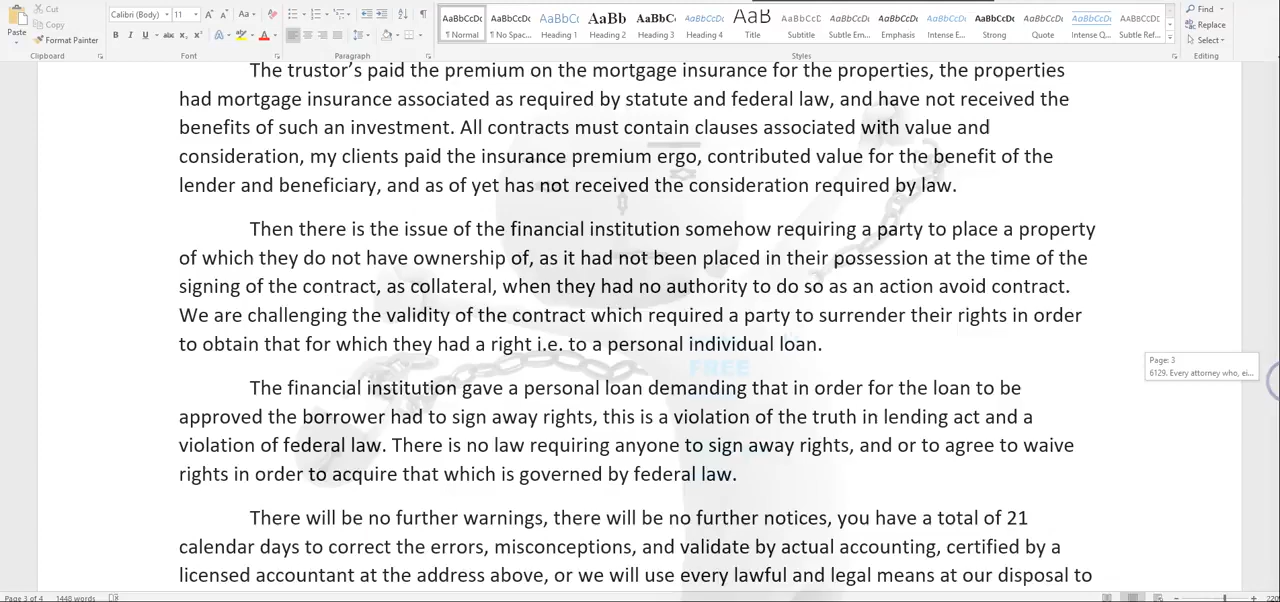 Cut
Copy
Format Painter
Paste
Clipboard
Calibri (Body) 11
Aa
B I U abc x₂ x²
Font
Paragraph
AaBbCcDc AaBbCcDc AaBbCc AaBb AaBbC AaBbCcDc AaB AaBbCcD AaBbCcDc AaBbCcDc AaBbCcDc AaBbCcDc AaBbCcDc AaBbCcDc AaBbCcDc
¶ Normal ¶ No Spac... Heading 1 Heading 2 Heading 3 Heading 4 Title Subtitle Subtle Em... Emphasis Intense E... Strong Quote Intense Q... Subtle Ref...
Styles
Find
Replace
Select
Editing
The trustor’s paid the premium on the mortgage insurance for the properties, the properties
had mortgage insurance associated as required by statute and federal law, and have not received the
benefits of such an investment. All contracts must contain clauses associated with value and
consideration, my clients paid the insurance premium ergo, contributed value for the benefit of the
lender and beneficiary, and as of yet has not received the consideration required by law.
Then there is the issue of the financial institution somehow requiring a party to place a property
of which they do not have ownership of, as it had not been placed in their possession at the time of the
signing of the contract, as collateral, when they had no authority to do so as an action avoid contract.
We are challenging the validity of the contract which required a party to surrender their rights in order
to obtain that for which they had a right i.e. to a personal individual loan.
FREE
Page: 3
6129. Every attorney who, ei...
The financial institution gave a personal loan demanding that in order for the loan to be
approved the borrower had to sign away rights, this is a violation of the truth in lending act and a
violation of federal law. There is no law requiring anyone to sign away rights, and or to agree to waive
rights in order to acquire that which is governed by federal law.
There will be no further warnings, there will be no further notices, you have a total of 21
calendar days to correct the errors, misconceptions, and validate by actual accounting, certified by a
licensed accountant at the address above, or we will use every lawful and legal means at our disposal to
Page 3 of 4 1448 words